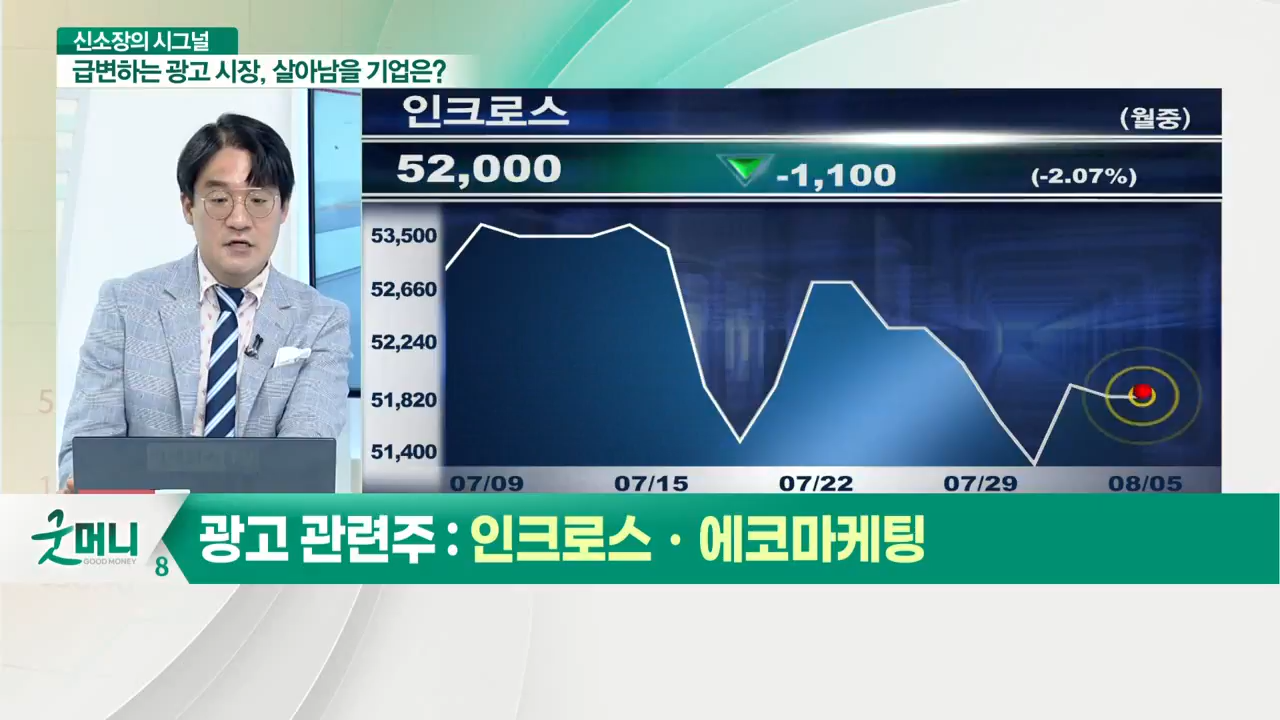 신소장의 시그널
급변하는 광고 시장, 살아남을 기업은?
인크로스 (월중)
52,000 -1,100 (-2.07%)
53,500
52,660
52,240
51,820
51,400
07/09 07/15 07/22 07/29 08/05
굿머니
GOOD MONEY
8
광고 관련주 : 인크로스 · 에코마케팅